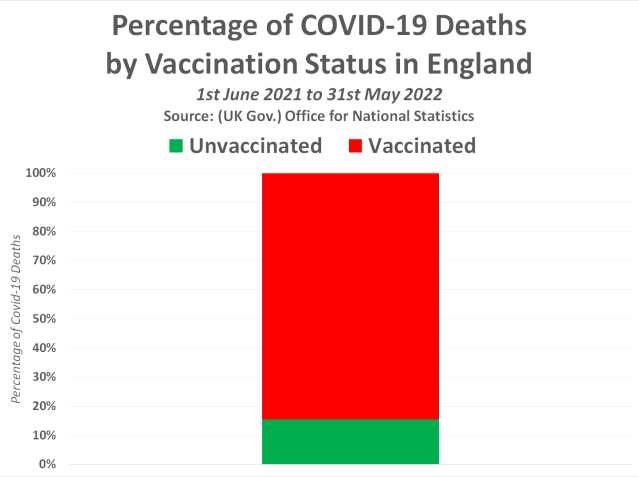 Percentage of COVID-19 Deaths
by Vaccination Status in England
1st June 2021 to 31st May 2022
Source: (UK Gov.) Office for National Statistics
Unvaccinated Vaccinated
Percentage of Covid-19 Deaths
100%
90%
80%
70%
60%
50%
40%
30%
20%
10%
0%